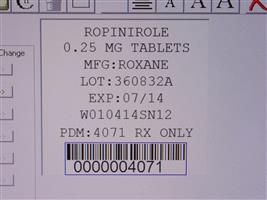 Change
ROPINIROLE
0.25 MG TABLETS
MFG:ROXANE
LOT:360832A
EXP:07/14
W010414SN12
PDM:4071 RX ONLY
0000004071